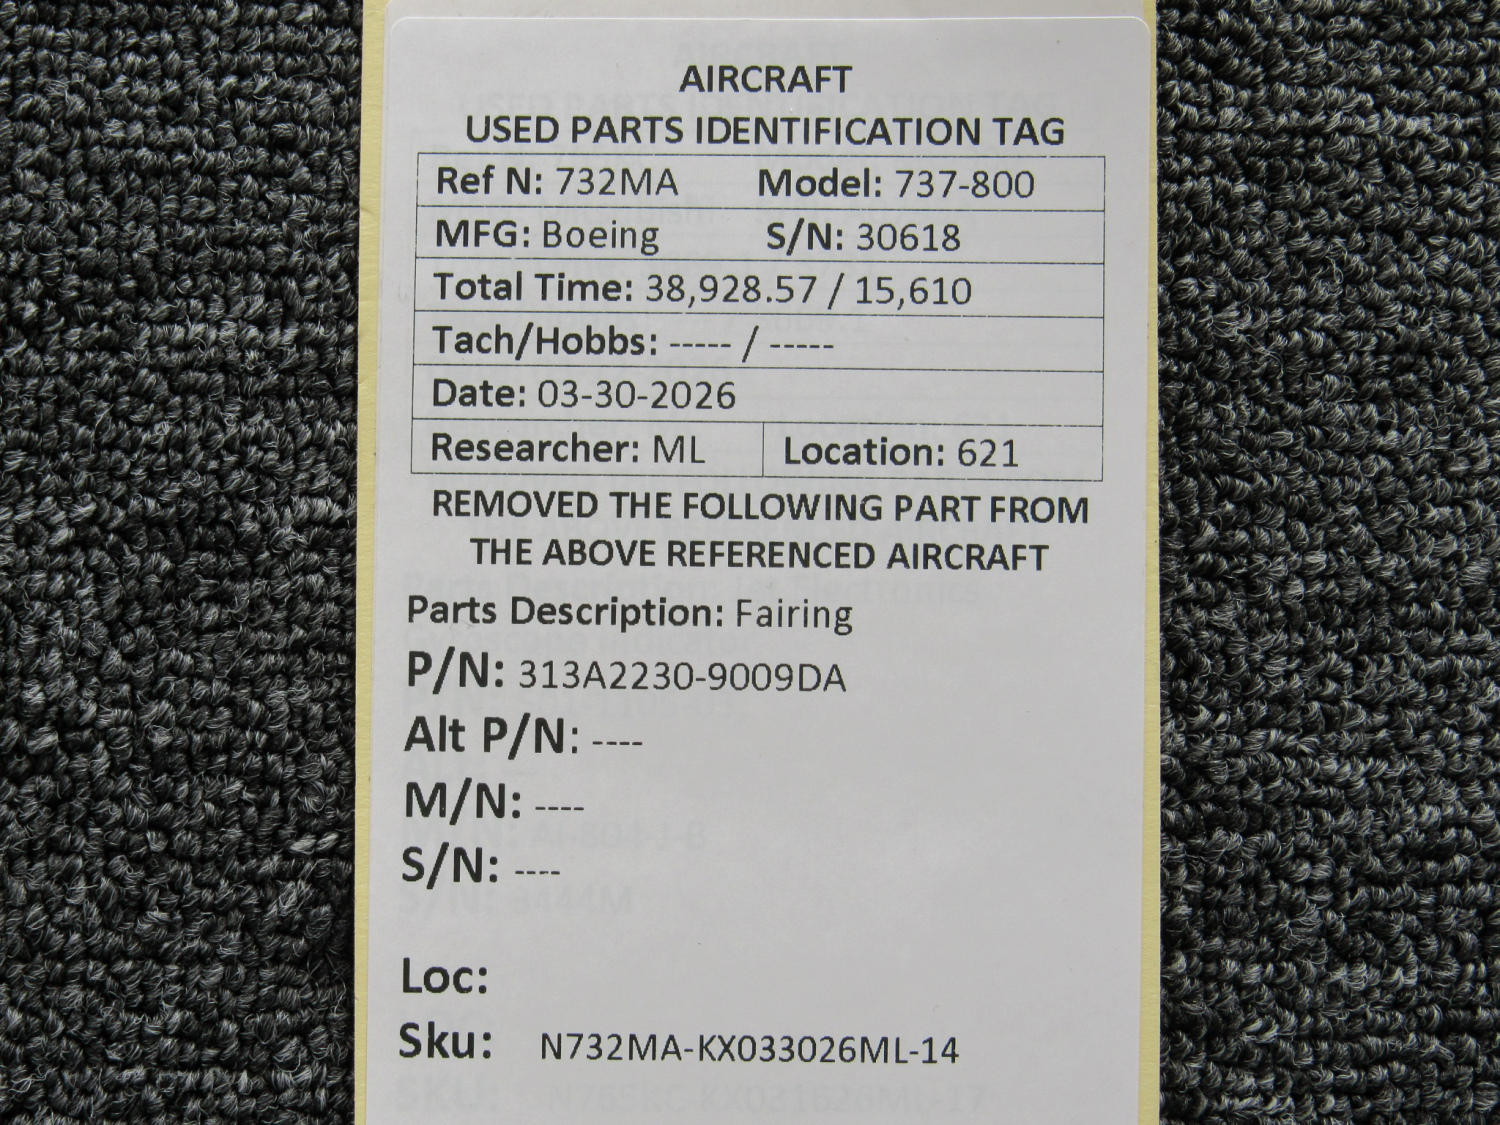 AIRCRAFT
USED PARTS IDENTIFICATION TAG
Ref N: 732MA Model: 737-800
MFG: Boeing S/N: 30618
Total Time: 38,928.57 / 15,610
Tach/Hobbs: ----- / -----
Date: 03-30-2026
Researcher: ML Location: 621
REMOVED THE FOLLOWING PART FROM
THE ABOVE REFERENCED AIRCRAFT
Parts Description: Fairing
P/N: 313A2230-9009DA
Alt P/N: ----
M/N: ----
S/N: ----
Loc:
Sku: N732MA-KX033026ML-14